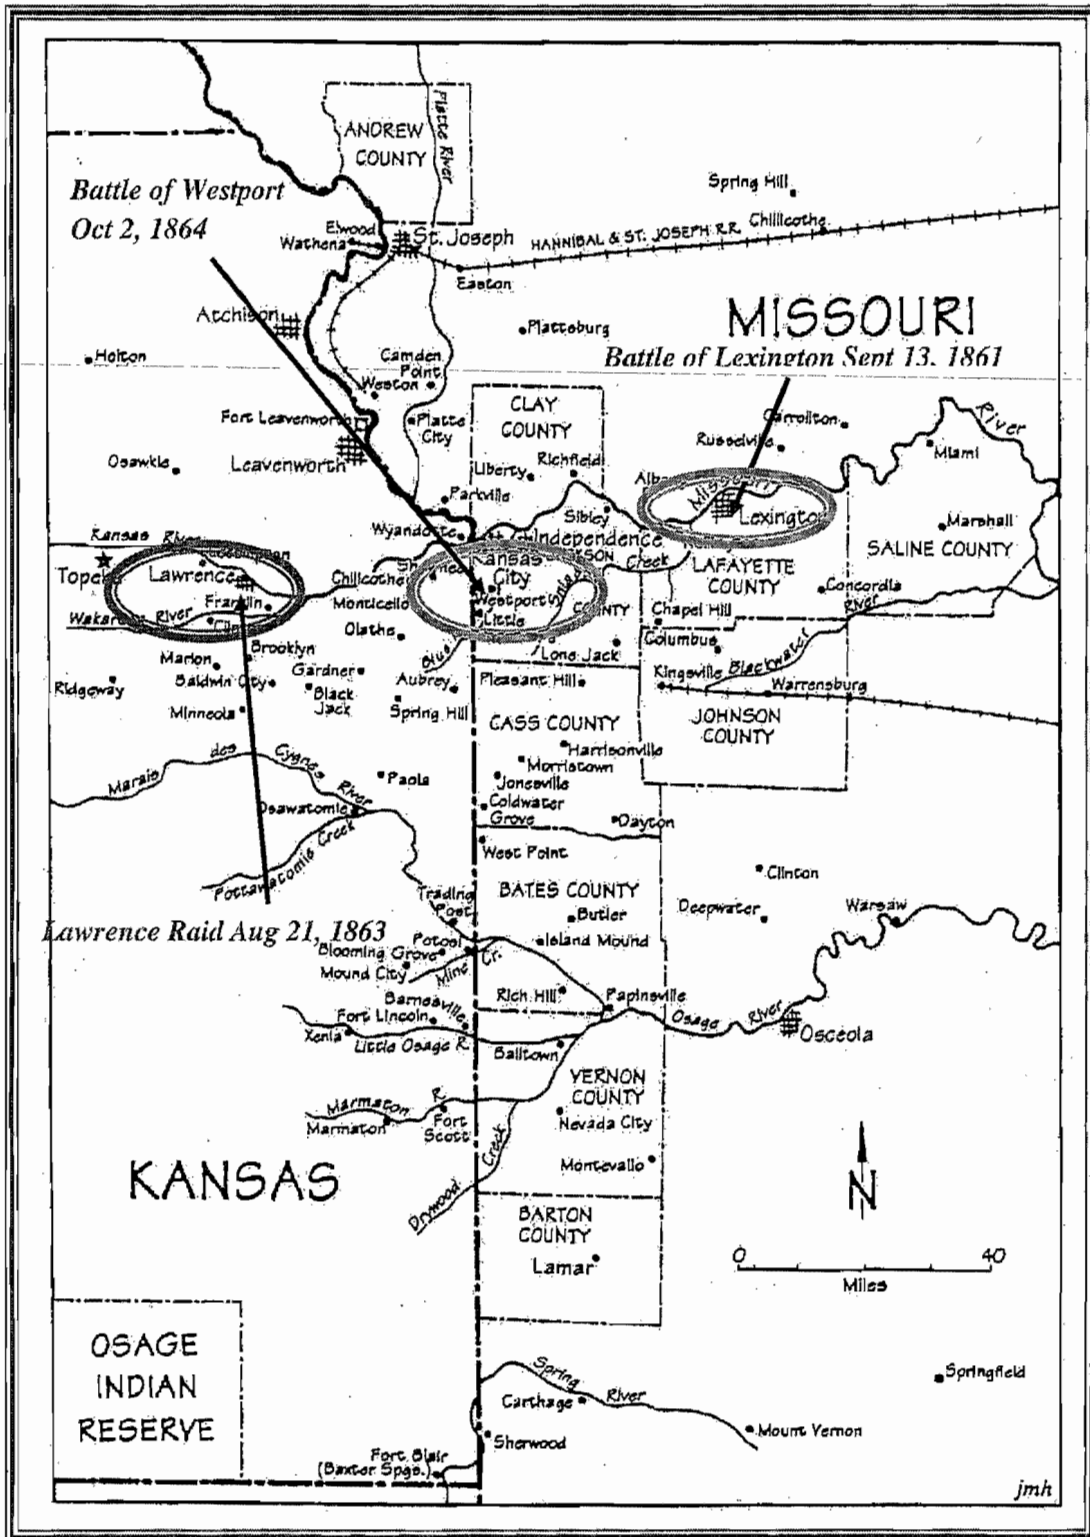 ANDREW
COUNTY
Platte River
Battle of Westport
Oct 2, 1864
Spring Hill
Elwood
Wathena
St. Joseph
HANNIBAL & ST. JOSEPH R.R.
Chillcothe
Easton
Atchison
Plattsburg
MISSOURI
Holton
Battle of Lexington Sept 13, 1861
Camden
Point
Weston
CLAY
COUNTY
River
Fort Leavenworth
Platte
City
Carrollton
Russelville
Miami
Leavenworth
Osawkie
Liberty
Richfield
Missouri
Parkville
Sibley
Lexington
Marshall
Wyandotte
Independence
SALINE COUNTY
Kansas River
Creek
Kansas
City
LAFAYETTE
COUNTY
Lawrence
Chillicothe
Concordia
Franklin
Monticello
Westport
COUNTY
Chapel Hill
River
Little
River
Olathe
Columbus
Blue
Lone Jack
Blackwater
Brooklyn
Marion
Gardner
Kingsville
Baldwin City
Aubrey
Pleasant Hill
Warrensburg
Ridgeway
Black
Jack
Spring Hill
Minneola
CASS COUNTY
JOHNSON
COUNTY
Harrisonville
Morristown
Marais des Cygnes River
Paola
Jonesville
Coldwater
Grove
Osawatomie
Dayton
Pottawatomie Creek
West Point
Clinton
BATES COUNTY
Trading
Post
Butler
Deepwater
Warsaw
Lawrence Raid Aug 21, 1863
Potosi
Island Mound
Blooming Grove
Mine Cr.
Mound City
Rich Hill
Papinsville
Barnesville
Fort Lincoln
Osage River
Xenia
Little Osage R.
Osceola
Balltown
VERNON
COUNTY
Marmaton R.
Marmaton
Fort
Scott
Nevada City
Drywood Creek
Montevallo
KANSAS
N
BARTON
COUNTY
Lamar
0 40
Miles
OSAGE
INDIAN
RESERVE
Spring River
Springfield
Carthage
Mount Vernon
Sherwood
Fort Blair
(Baxter Spgs.)
jmh